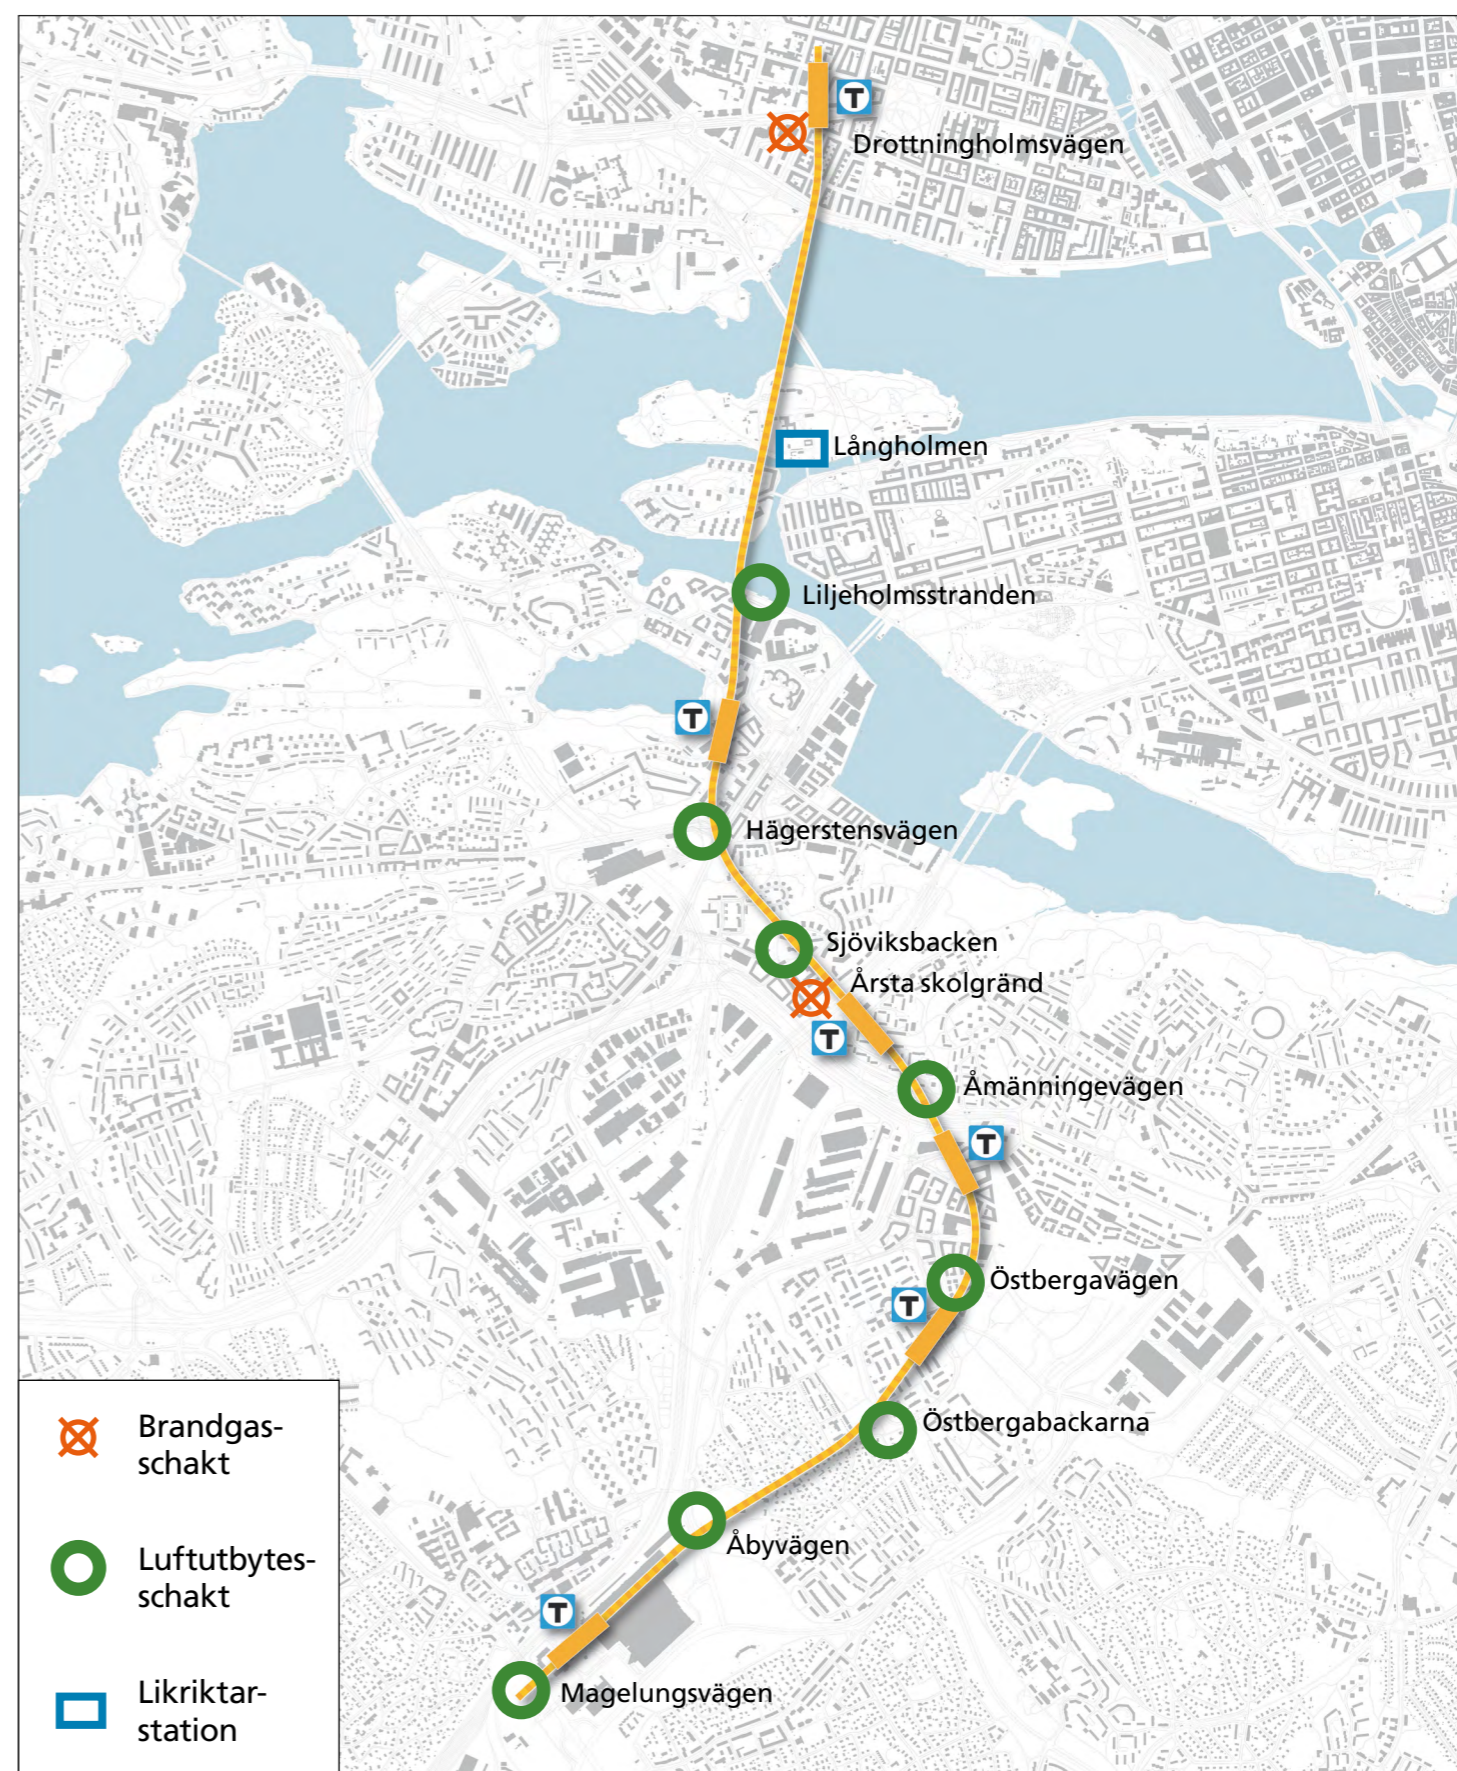 T
Drottningholmsvägen
Långholmen
Liljeholmsstranden
T
Hägerstensvägen
Sjöviksbacken
Årsta skolgränd
T
Åmänningevägen
T
Östbergavägen
T
Östbergabackarna
Åbyvägen
T
Magelungsvägen
Brandgas-
schakt
Luftutbytes-
schakt
Likriktar-
station